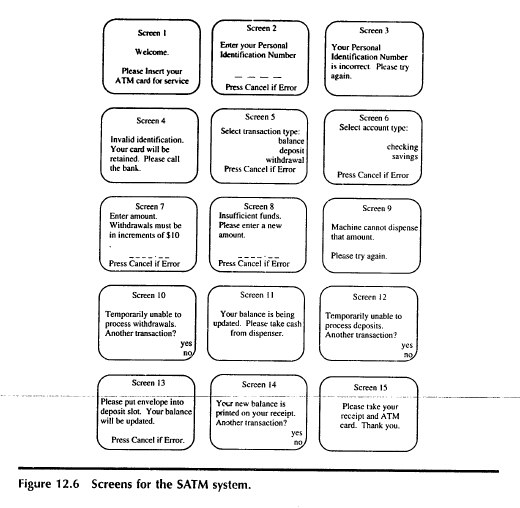 Screen 1
Welcome.
Please Insert your
ATM card for service
Screen 2
Enter your Personal
Identification Number
_ _ _ _
Press Cancel if Error
Screen 3
Your Personal
Identification Number
is incorrect. Please try
again.
Screen 4
Invalid identification.
Your card will be
retained. Please call
the bank.
Screen 5
Select transaction type:
balance
deposit
withdrawal
Press Cancel if Error
Screen 6
Select account type:
checking
savings
Press Cancel if Error
Screen 7
Enter amount.
Withdrawals must be
in increments of $10
_ _ _ _ . _ _
Press Cancel if Error
Screen 8
Insufficient funds.
Please enter a new
amount.
_ _ _ _ . _ _
Press Cancel if Error
Screen 9
Machine cannot dispense
that amount.
Please try again.
Screen 10
Temporarily unable to
process withdrawals.
Another transaction?
yes
no
Screen 11
Your balance is being
updated. Please take cash
from dispenser.
Screen 12
Temporarily unable to
process deposits.
Another transaction?
yes
no
Screen 13
Please put envelope into
deposit slot. Your balance
will be updated.
Press Cancel if Error.
Screen 14
Your new balance is
printed on your receipt.
Another transaction?
yes
no
Screen 15
Please take your
receipt and ATM
card. Thank you.
Figure 12.6 Screens for the SATM system.